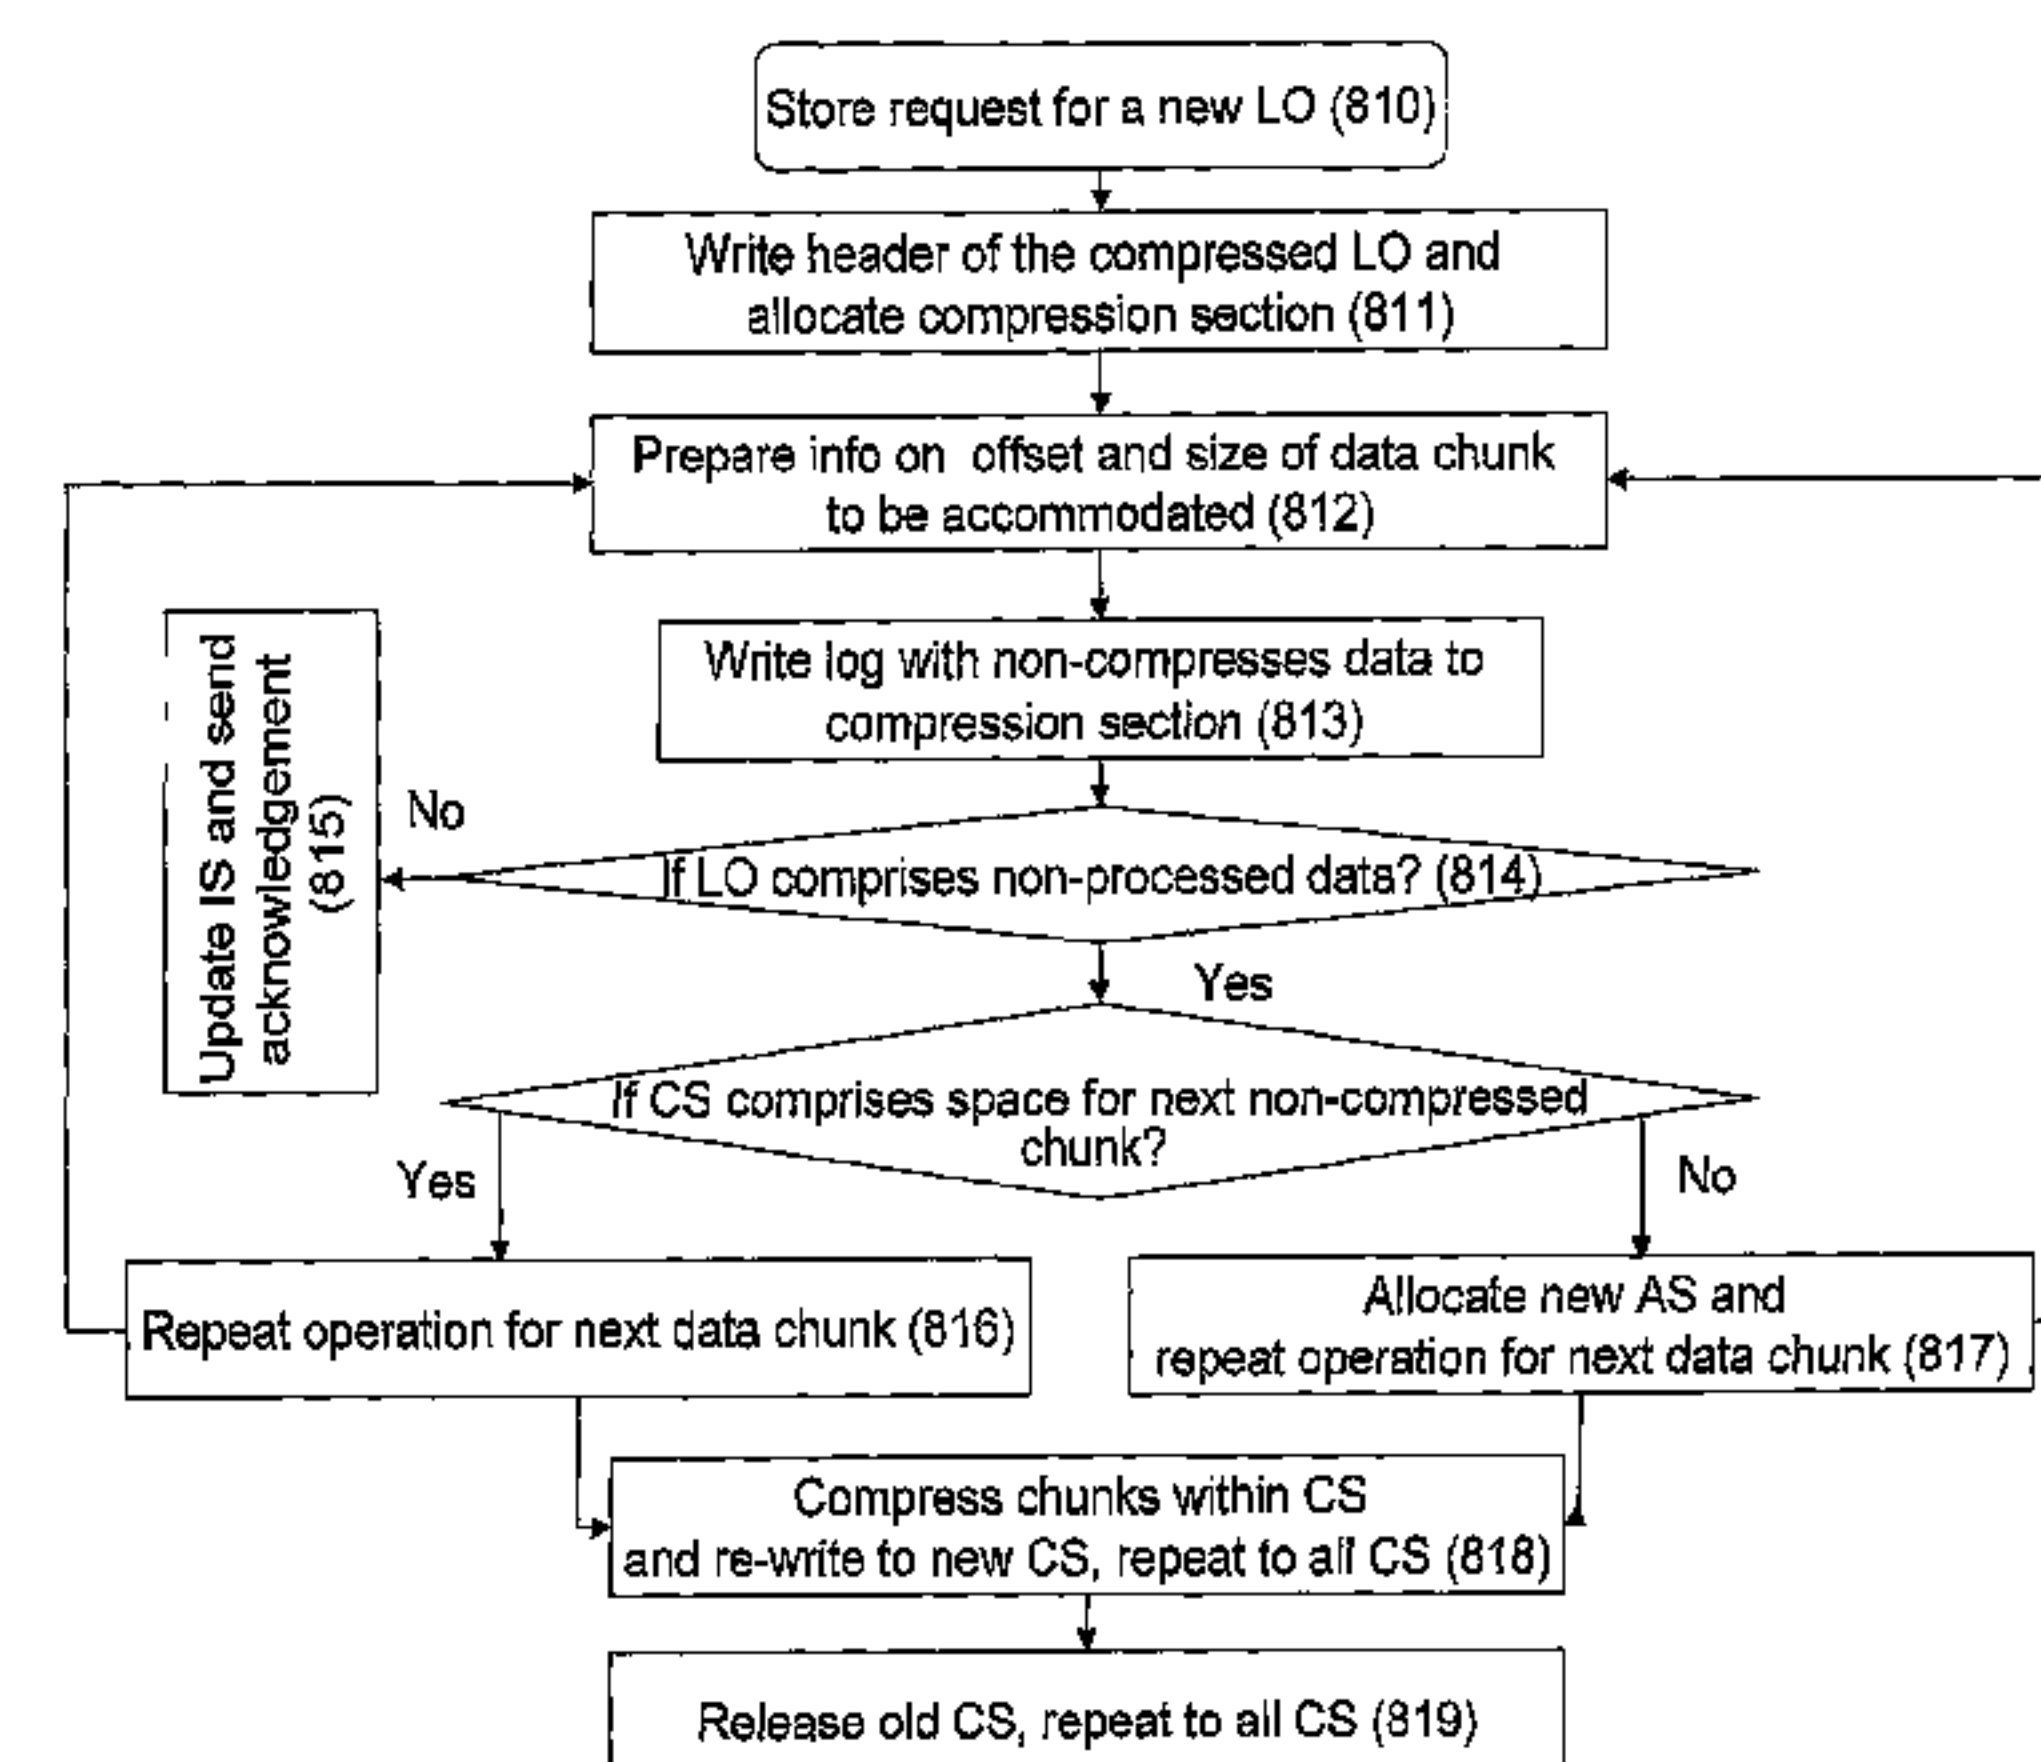 Store request for a new LO (810)
Write header of the compressed LO and
allocate compression section (811)
Prepare info on offset and size of data chunk
to be accommodated (812)
Write log with non-compresses data to
compression section (813)
Update IS and send
acknowledgement
(815)
No
If LO comprises non-processed data? (814)
Yes
If CS comprises space for next non-compressed
chunk?
Yes
No
Repeat operation for next data chunk (816)
Allocate new AS and
repeat operation for next data chunk (817)
Compress chunks within CS
and re-write to new CS, repeat to all CS (818)
Release old CS, repeat to all CS (819)